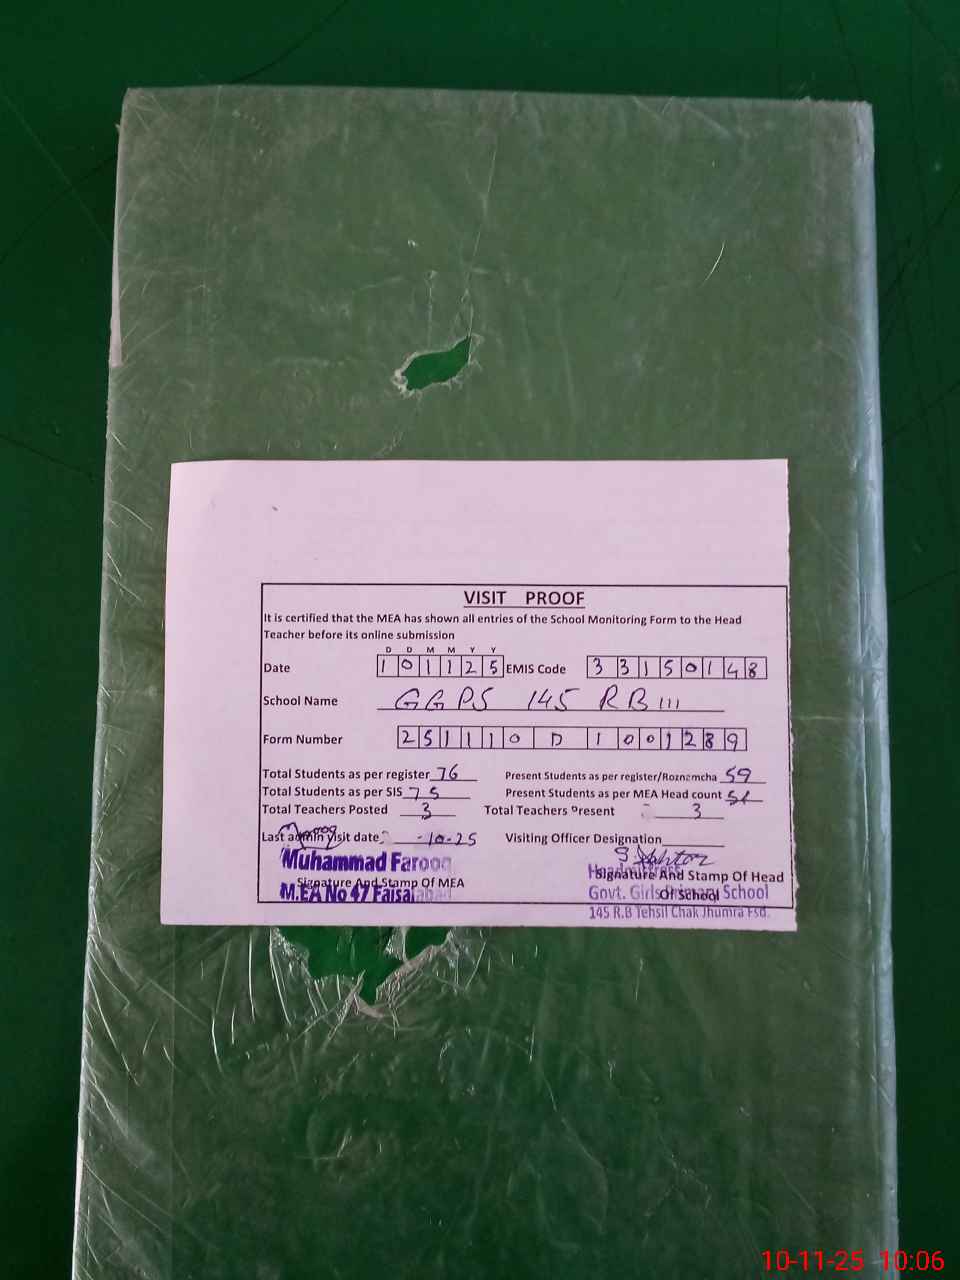 VISIT PROOF
It is certified that the MEA has shown all entries of the School Monitoring Form to the Head
Teacher before its online submission
D D M M Y Y
Date 1 0 1 1 2 5 EMIS Code 3 3 1 5 0 1 4 8
School Name GGPS 145 RB III
Form Number 2 5 1 1 1 0 D 1 0 0 1 2 8 9
Total Students as per register 76 Present Students as per register/Roznamcha 59
Total Students as per SIS 75 Present Students as per MEA Head count
Total Teachers Posted 3 Total Teachers Present 3
Last admin visit date -10-25 Visiting Officer Designation
Muhammad Farooq
Signature And Stamp Of MEA
M.EA No 47 Faisalabad
Headmistress
Signature And Stamp Of Head
Of School
Govt. Girls Primary School
145 R.B Tehsil Chak Jhumra Fsd.
10-11-25 10:06